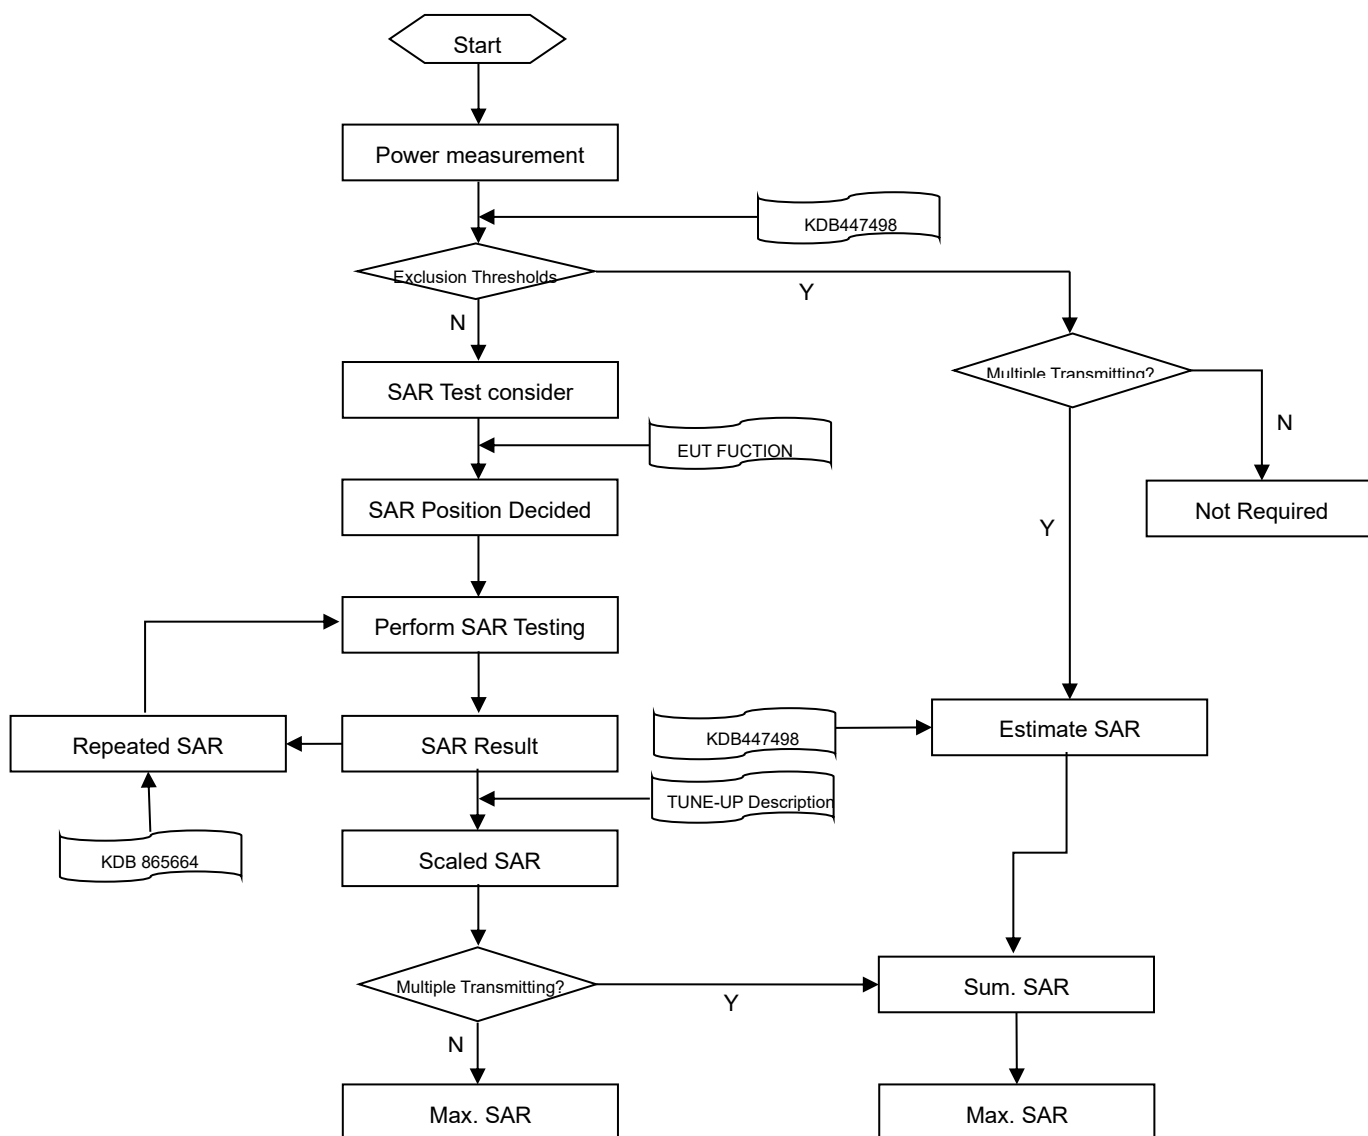 Start
Power measurement
KDB447498
Exclusion Thresholds
Y
N
Multiple Transmitting?
SAR Test consider
N
EUT FUCTION
SAR Position Decided
Not Required
Y
Perform SAR Testing
Repeated SAR
SAR Result
KDB447498
Estimate SAR
TUNE-UP Description
KDB 865664
Scaled SAR
Multiple Transmitting?
Y
Sum. SAR
N
Max. SAR
Max. SAR